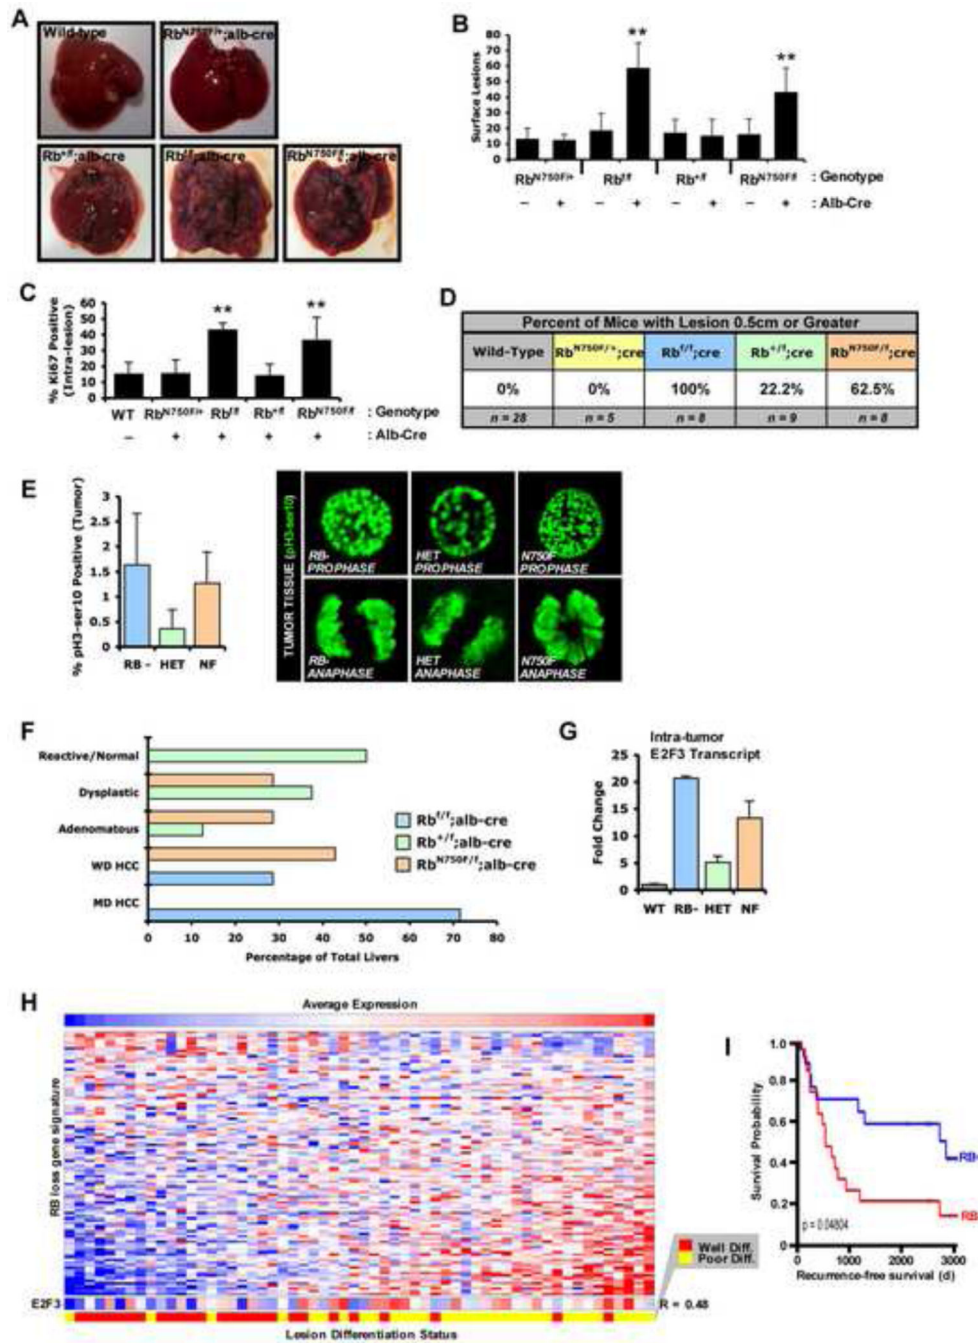 A
Wild-type
Rb^N750F/+;alb-cre
Rb^+/f;alb-cre
Rb^f/f;alb-cre
Rb^N750F/f;alb-cre
B
Surface Lesions
80
70
60
50
40
30
20
10
0
**
**
Rb^N750F/+ Rb^f/f Rb^+/f Rb^N750F/f : Genotype
– + – + – + – + : Alb-Cre
C
% Ki67 Positive
(Intra-lesion)
60
50
40
30
20
10
0
**
**
WT Rb^N750F/+ Rb^f/f Rb^+/f Rb^N750F/f : Genotype
– + + + + : Alb-Cre
D
Percent of Mice with Lesion 0.5cm or Greater
Wild-Type Rb^N750F/+;cre Rb^f/f;cre Rb^+/f;cre Rb^N750F/f;cre
0% 0% 100% 22.2% 62.5%
n = 28 n = 5 n = 8 n = 9 n = 8
E
% pH3-ser10 Positive (Tumor)
3
2.5
2
1.5
1
0.5
0
RB - HET NF
TUMOR TISSUE (pH3-ser10)
RB-
PROPHASE
HET
PROPHASE
N750F
PROPHASE
RB-
ANAPHASE
HET
ANAPHASE
N750F
ANAPHASE
F
Reactive/Normal
Dysplastic
Adenomatous
WD HCC
MD HCC
0 10 20 30 40 50 60 70 80
Percentage of Total Livers
Rb^f/f;alb-cre
Rb^+/f;alb-cre
Rb^N750F/f;alb-cre
G
Intra-tumor
E2F3 Transcript
Fold Change
25
20
15
10
5
0
WT RB- HET NF
H
Average Expression
RB loss gene signature
E2F3
R = 0.48
Well Diff.
Poor Diff.
Lesion Differentiation Status
I
Survival Probability
1.0
0.8
0.6
0.4
0.2
0
p = 0.04804
RB
RB
0 1000 2000 3000
Recurrence-free survival (d)